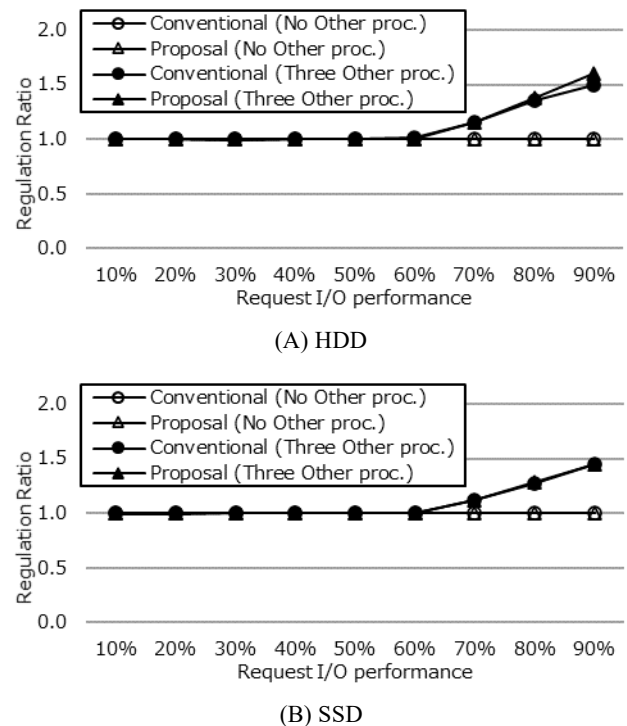 Conventional (No Other proc.)
Proposal (No Other proc.)
Conventional (Three Other proc.)
Proposal (Three Other proc.)
Regulation Ratio
2.0
1.5
1.0
0.5
0.0
10% 20% 30% 40% 50% 60% 70% 80% 90%
Request I/O performance
(A) HDD
Conventional (No Other proc.)
Proposal (No Other proc.)
Conventional (Three Other proc.)
Proposal (Three Other proc.)
Regulation Ratio
2.0
1.5
1.0
0.5
0.0
10% 20% 30% 40% 50% 60% 70% 80% 90%
Request I/O performance
(B) SSD